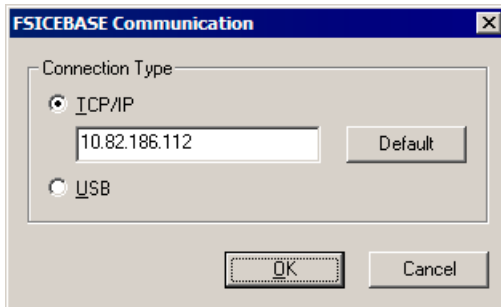 FSICEBASE Communication
Connection Type
TCP/IP
10.82.186.112
Default
USB
OK
Cancel